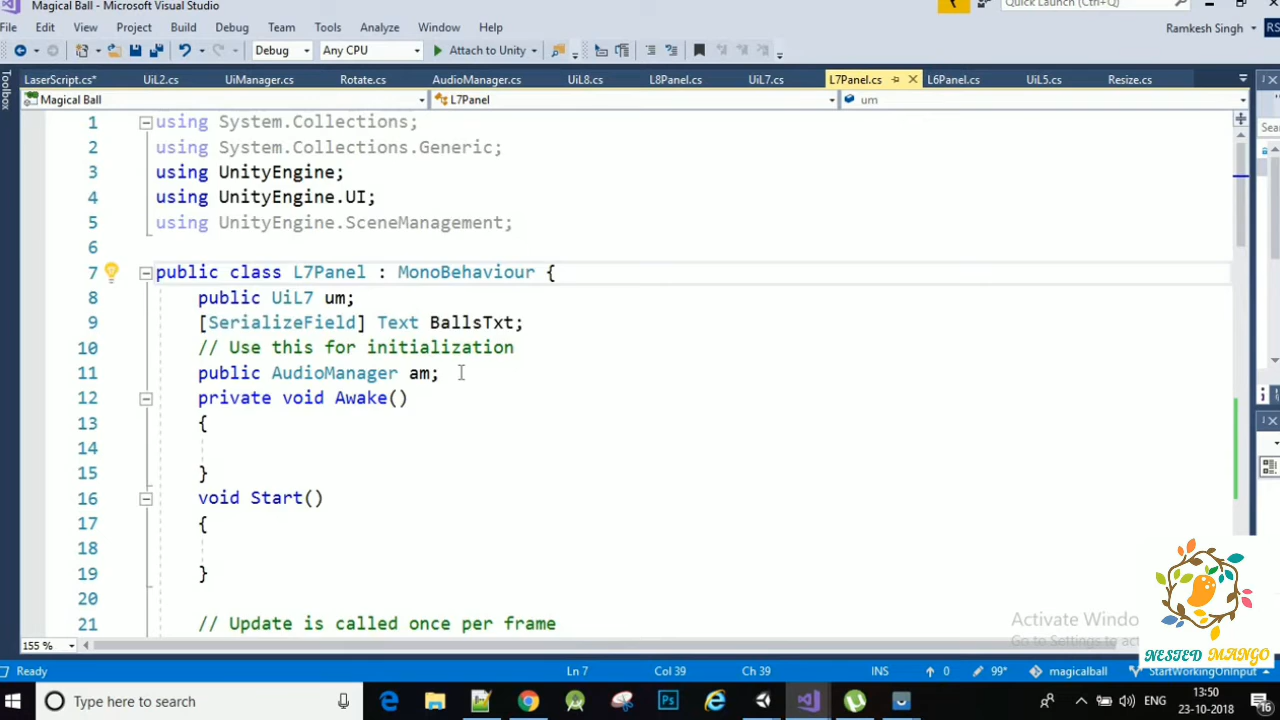 Magical Ball - Microsoft Visual Studio
Quick Launch (Ctrl+Q)
File Edit View Project Build Debug Team Tools Analyze Window Help
Ramkesh Singh
RS
Debug Any CPU Attach to Unity
Toolbox
LaserScript.cs* UiL2.cs UiManager.cs Rotate.cs AudioManager.cs UiL8.cs L8Panel.cs UiL7.cs L7Panel.cs L6Panel.cs UiL5.cs Resize.cs
Magical Ball L7Panel um
Sea
1 using System.Collections;
2 using System.Collections.Generic;
3 using UnityEngine;
4 using UnityEngine.UI;
5 using UnityEngine.SceneManagement;
6
7 public class L7Panel : MonoBehaviour {
8 public UiL7 um;
9 [SerializeField] Text BallsTxt;
10 // Use this for initialization
11 public AudioManager am;
12 private void Awake()
13 {
14
15 }
16 void Start()
17 {
18
19 }
20
21 // Update is called once per frame
Activate Windo
Go to Settings to act
NESTED MANGO
155 %
Ready Ln 7 Col 39 Ch 39 INS 0 99* magicalball StartWorkingOnInput
Type here to search
ENG
13:50
23-10-2018
16